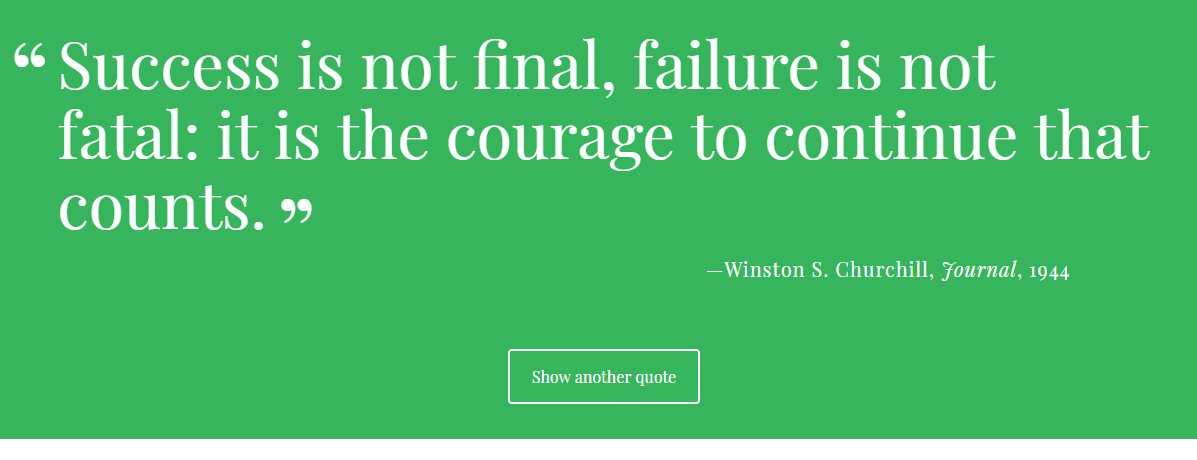 “ Success is not final, failure is not
fatal: it is the courage to continue that
counts. ”
—Winston S. Churchill, Journal, 1944
Show another quote